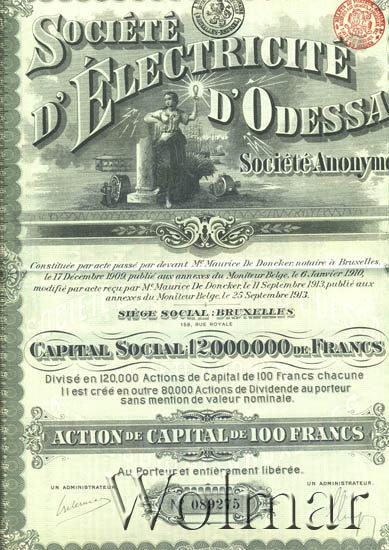 SOCIÉTÉ
D'ÉLECTRICITÉ
D'ODESSA
Société Anonyme
Constituée par acte passé par devant Me Maurice De Doncker, notaire à Bruxelles,
le 17 Décembre 1909, publié aux annexes du Moniteur Belge, le 6 Janvier 1910,
modifié par acte reçu par Me Maurice De Doncker, le 11 Septembre 1913, publié aux
annexes du Moniteur Belge le 25 Septembre 1913.
SIÈGE SOCIAL : BRUXELLES
158, RUE ROYALE
CAPITAL SOCIAL: 12.000.000 DE FRANCS
Divisé en 120,000 Actions de Capital de 100 Francs chacune
Il est créé en outre 80,000 Actions de Dividende au porteur
sans mention de valeur nominale.
ACTION DE CAPITAL DE 100 FRANCS
Au Porteur et entièrement libérée.
UN ADMINISTRATEUR, UN ADMINISTRATEUR,
No 089275
Wolmar